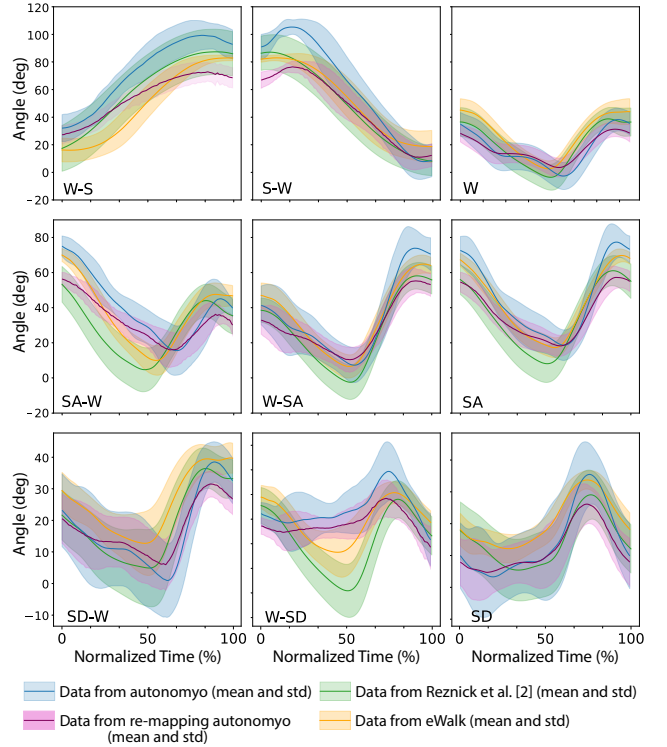 120
100
80
60
40
20
0
−20
Angle (deg)
W-S
S-W
W
80
60
40
20
0
−20
Angle (deg)
SA-W
W-SA
SA
40
30
20
10
0
−10
Angle (deg)
SD-W
W-SD
SD
0 50 100 0 50 100 0 50 100
Normalized Time (%) Normalized Time (%) Normalized Time (%)
Data from autonomyo (mean and std) Data from Reznick et al. [2] (mean and std)
Data from re-mapping autonomyo Data from eWalk (mean and std)
(mean and std)